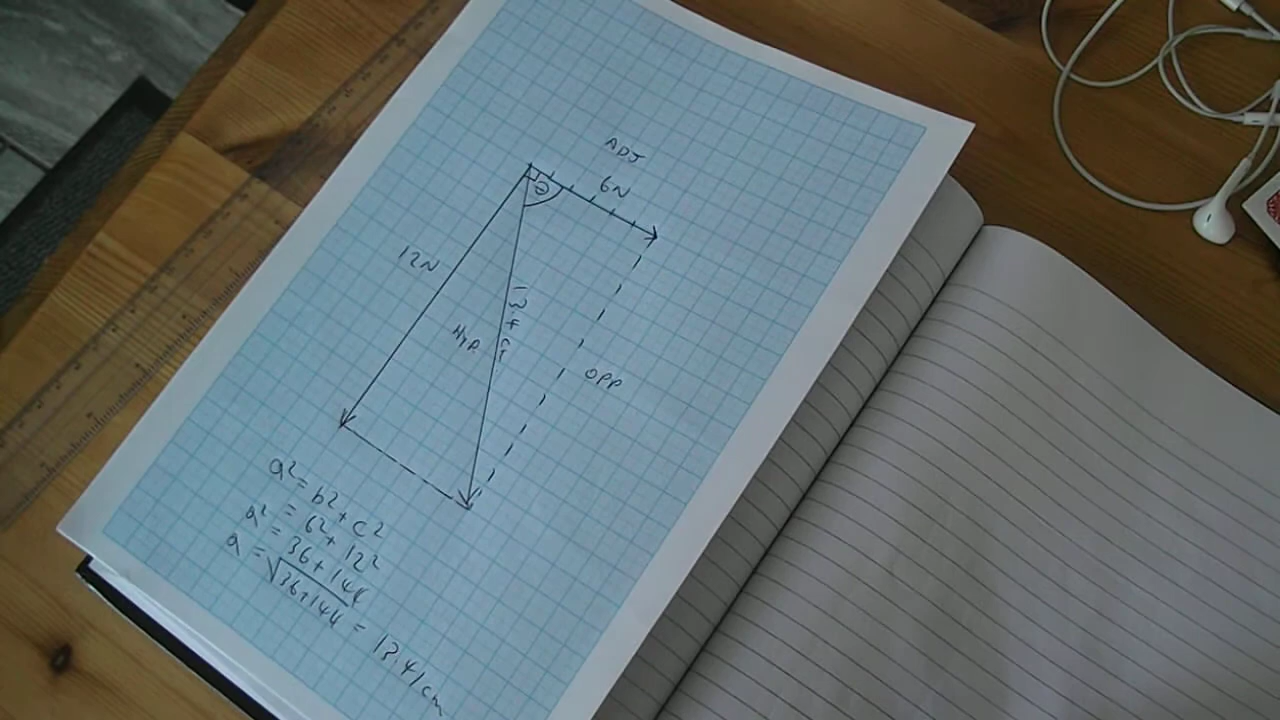 ADJ
6N
Θ
12N
13.4
HYP.
OPP
a² = b² + c²
= 6² + 12²
a² = 36 + 144
a = √36+144 = 13.41cm